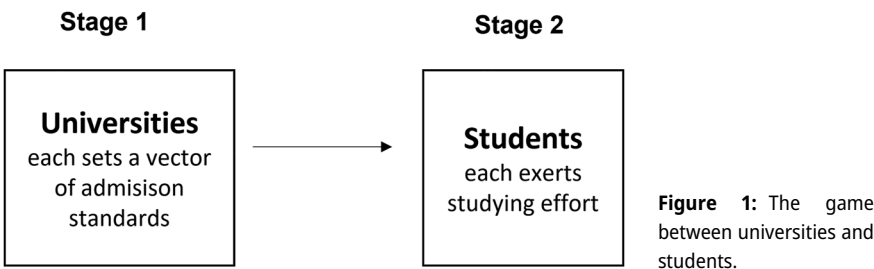 Stage 1
Stage 2
Universities
each sets a vector
of admisison
standards
Students
each exerts
studying effort
Figure 1: The game
between universities and
students.